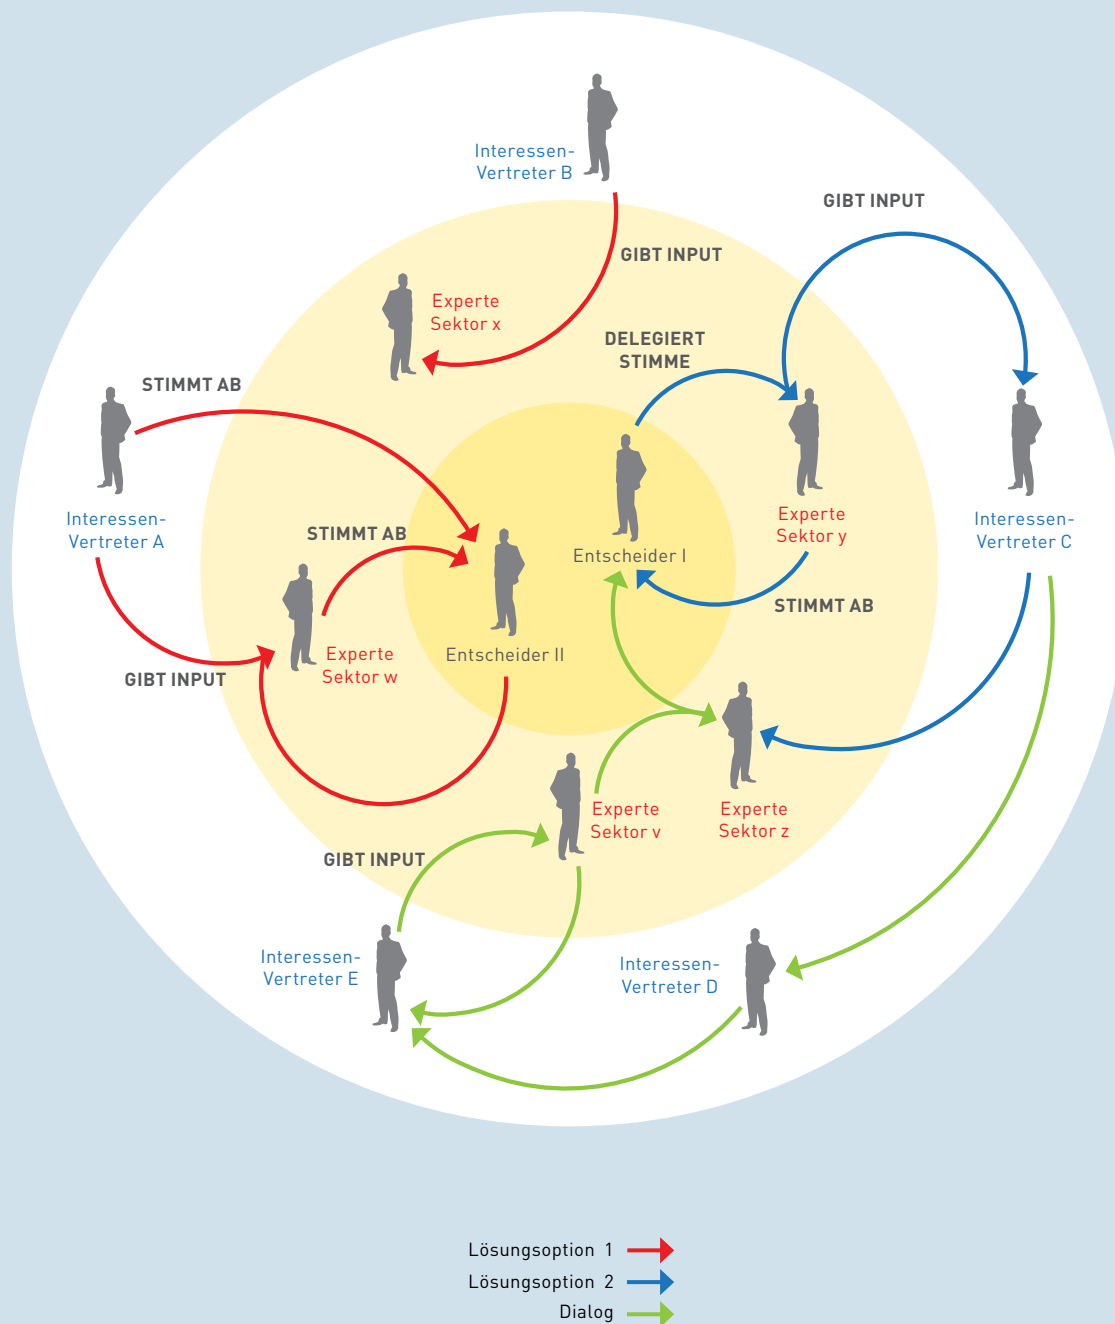 Interessen-
Vertreter B
GIBT INPUT
GIBT INPUT
Experte
Sektor x
DELEGIERT
STIMME
STIMMT AB
Interessen-
Vertreter A
STIMMT AB
Entscheider I
Experte
Sektor y
Interessen-
Vertreter C
STIMMT AB
Experte
Sektor w
Entscheider II
GIBT INPUT
Experte
Sektor v
Experte
Sektor z
GIBT INPUT
Interessen-
Vertreter E
Interessen-
Vertreter D
Lösungsoption 1
Lösungsoption 2
Dialog